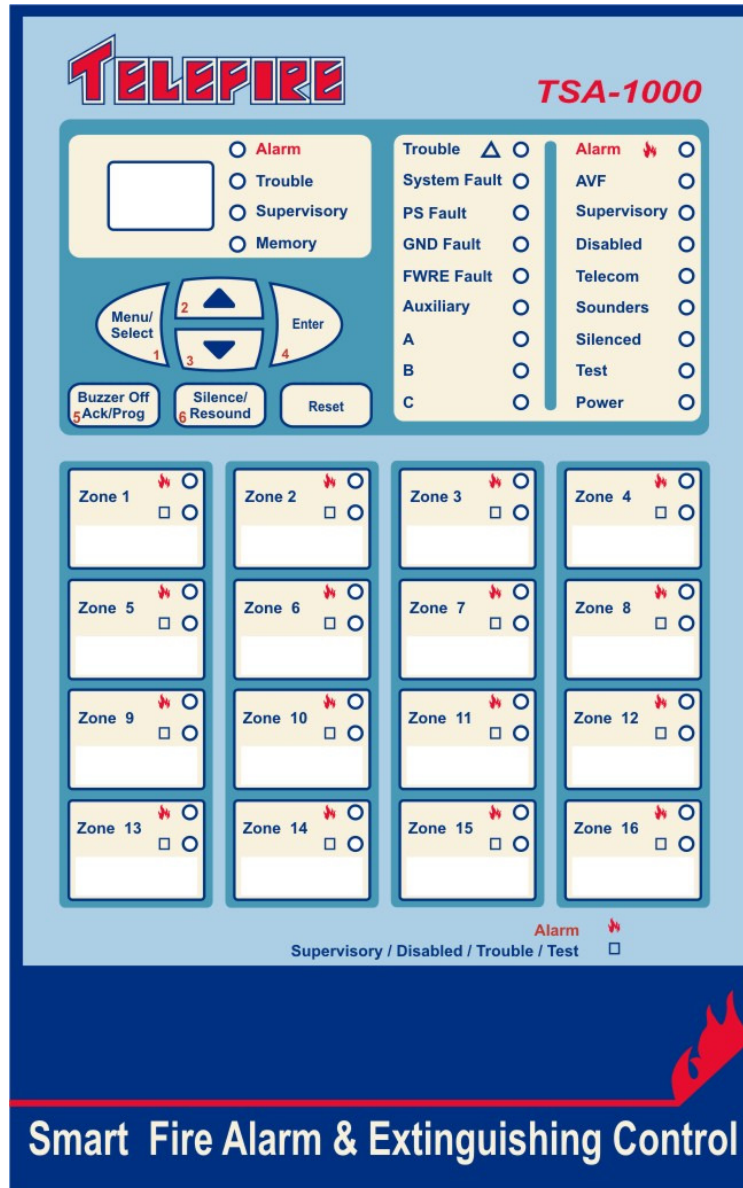 TELEFIRE
TSA-1000
Alarm
Trouble
Supervisory
Memory
Menu/
Select
1
2
3
Enter
4
Buzzer Off
5 Ack/Prog
Silence/
6 Resound
Reset
Trouble
System Fault
PS Fault
GND Fault
FWRE Fault
Auxiliary
A
B
C
Alarm
AVF
Supervisory
Disabled
Telecom
Sounders
Silenced
Test
Power
Zone 1
Zone 2
Zone 3
Zone 4
Zone 5
Zone 6
Zone 7
Zone 8
Zone 9
Zone 10
Zone 11
Zone 12
Zone 13
Zone 14
Zone 15
Zone 16
Alarm
Supervisory / Disabled / Trouble / Test
Smart Fire Alarm & Extinguishing Control